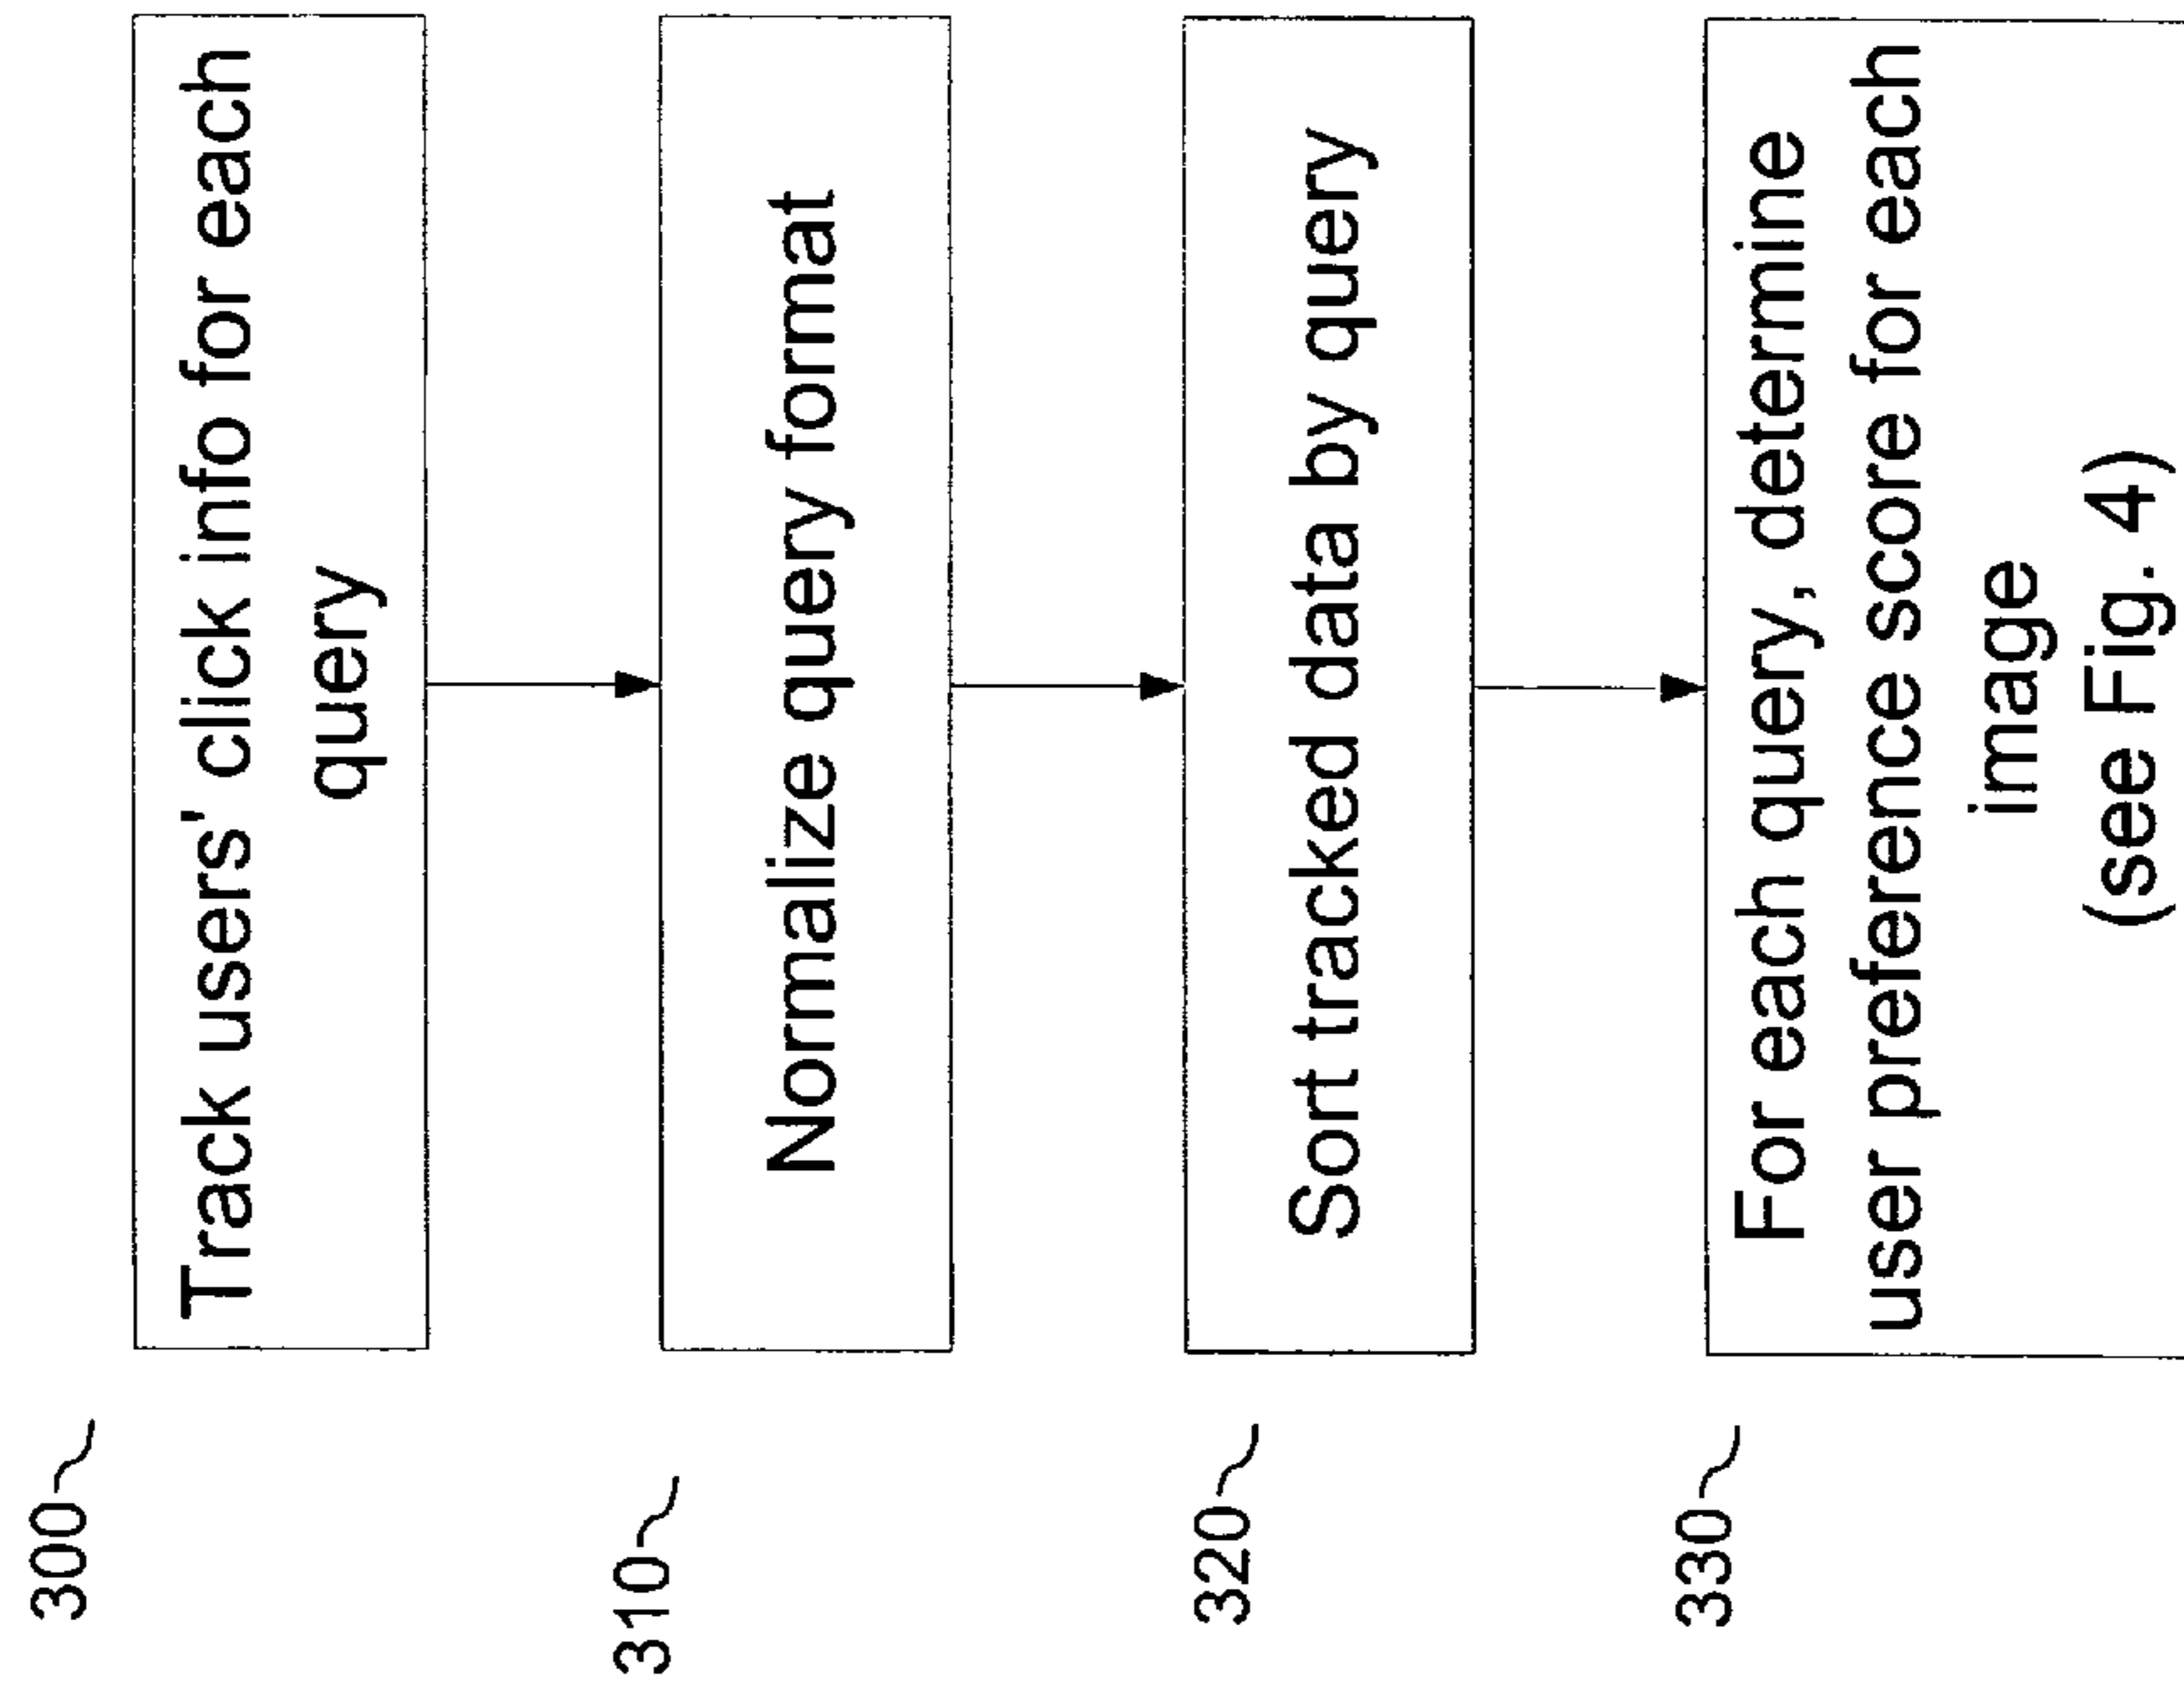 300
Track users' click info for each
query
310
Normalize query format
320
Sort tracked data by query
330
For each query, determine
user preference score for each
image
(see Fig. 4)